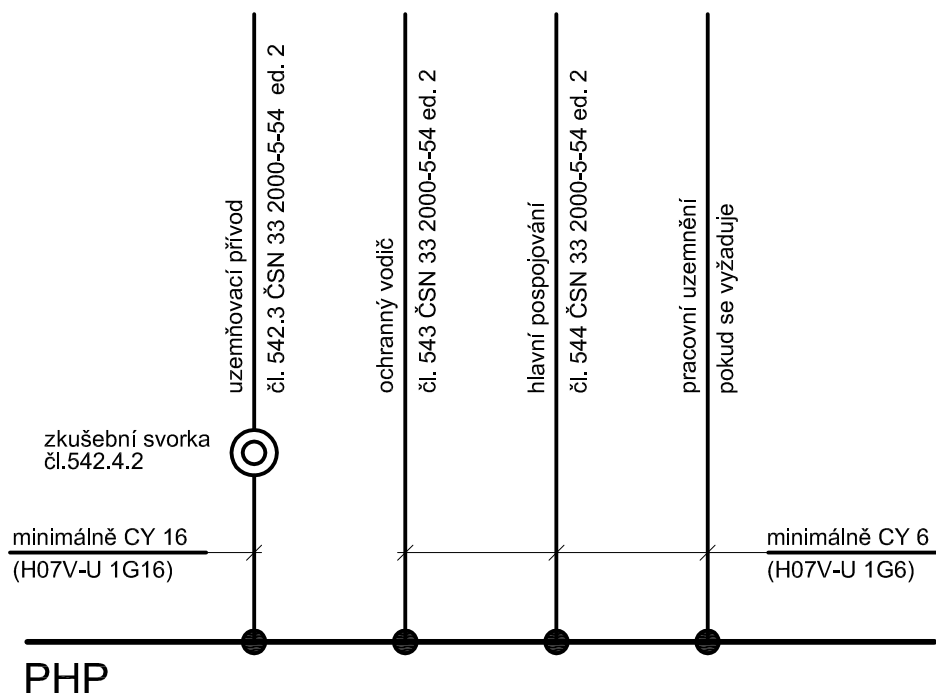 uzemňovací přívod
čl. 542.3 ČSN 33 2000-5-54 ed. 2
ochranný vodič
čl. 543 ČSN 33 2000-5-54 ed. 2
hlavní pospojování
čl. 544 ČSN 33 2000-5-54 ed. 2
pracovní uzemnění
pokud se vyžaduje
zkušební svorka
čl.542.4.2
minimálně CY 16
(H07V-U 1G16)
minimálně CY 6
(H07V-U 1G6)
PHP